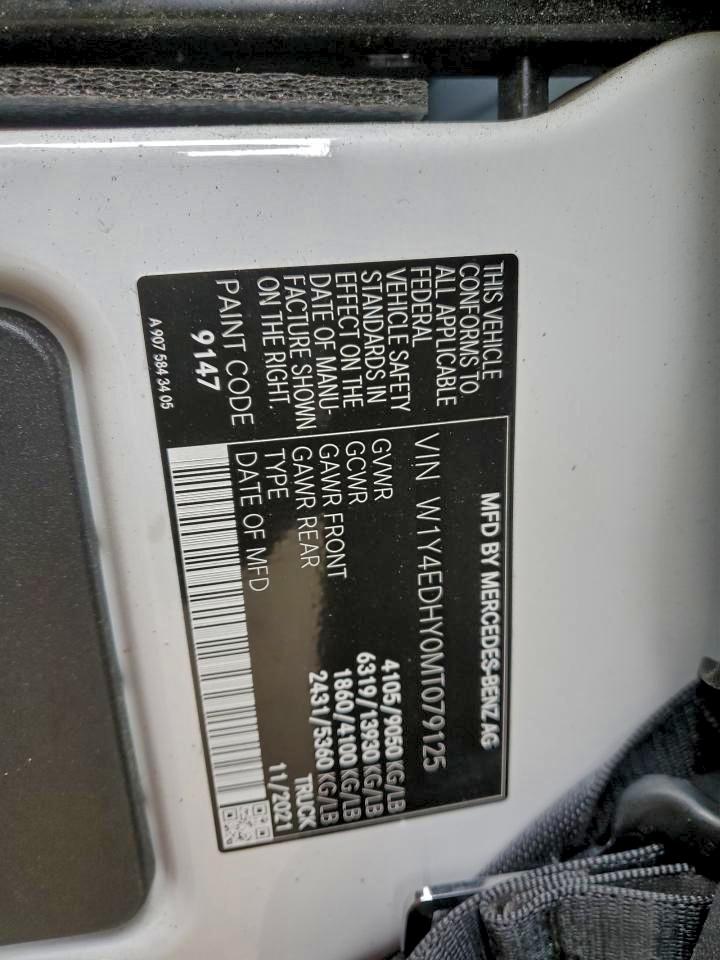 MFD BY MERCEDES-BENZ AG
VIN W1Y4EDHY0MT079125
THIS VEHICLE
CONFORMS TO
ALL APPLICABLE
FEDERAL
VEHICLE SAFETY
STANDARDS IN
EFFECT ON THE
DATE OF MANU-
FACTURE SHOWN
ON THE RIGHT.
GVWR 4105/9050 KG/LB
GCWR 6319/13930 KG/LB
GAWR FRONT 1860/4100 KG/LB
GAWR REAR 2431/5360 KG/LB
TYPE TRUCK
DATE OF MFD 11/2021
PAINT CODE
9147
A 907 584 34 05